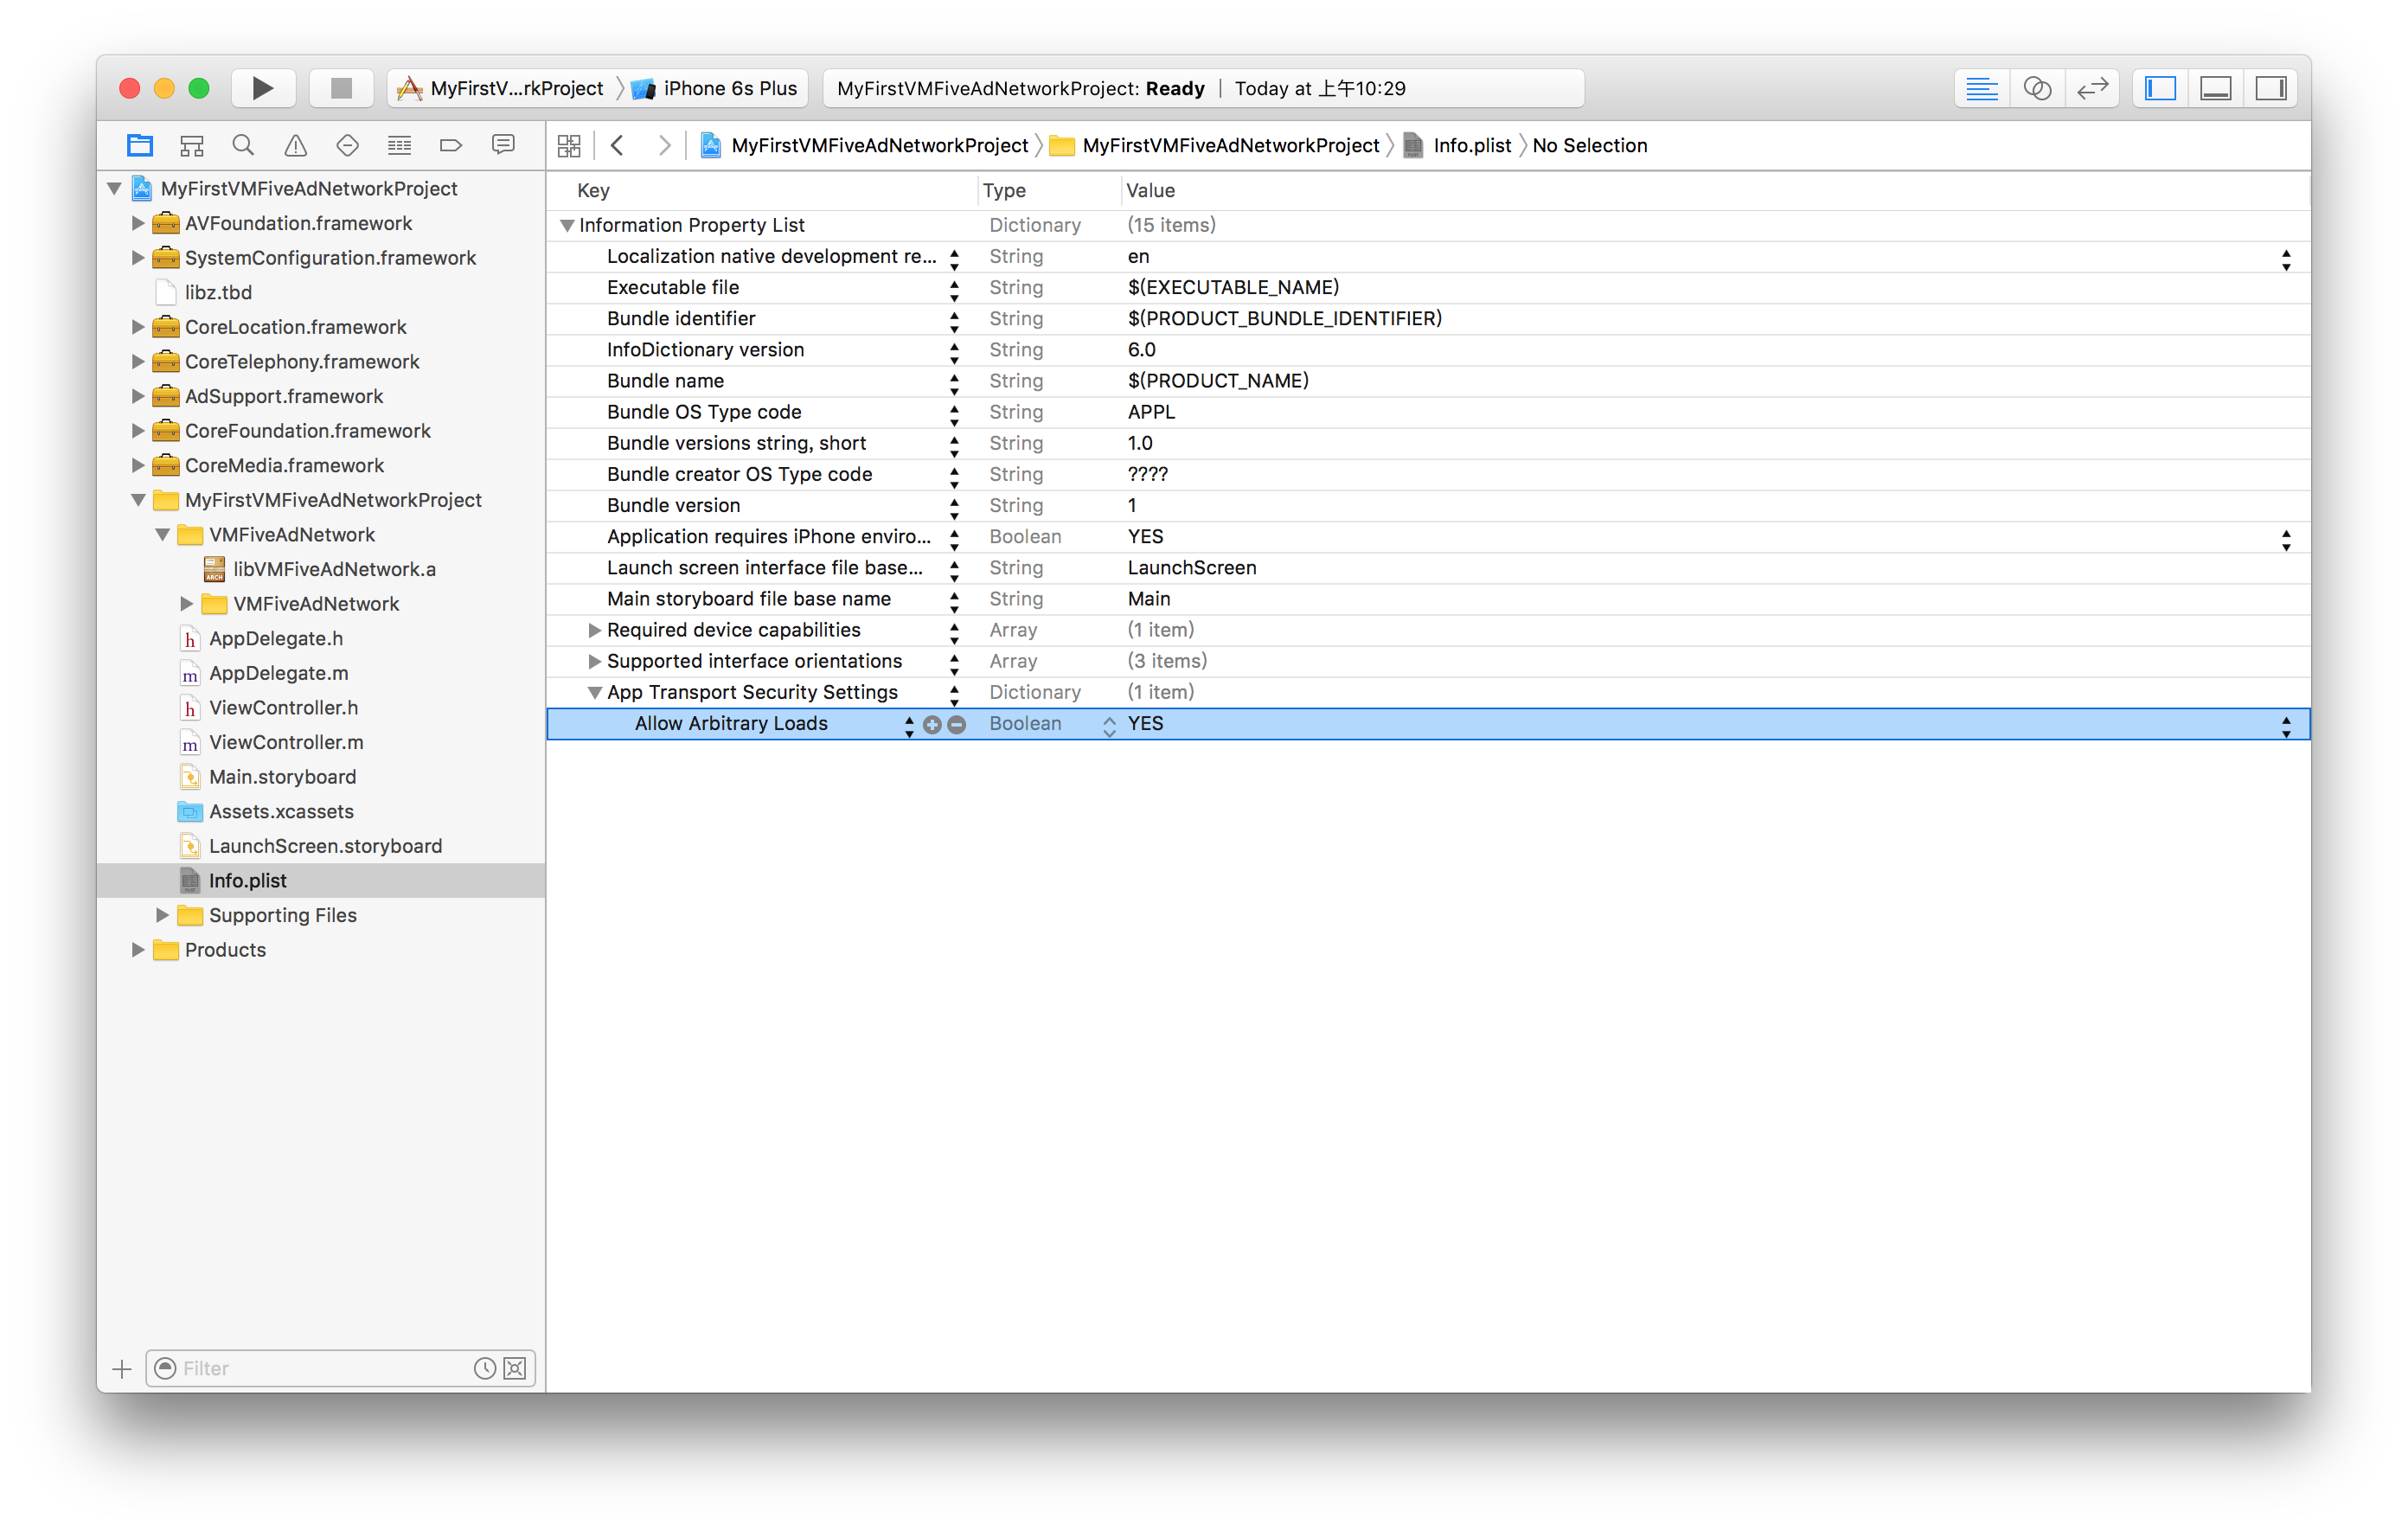 MyFirstV...rkProject 〉 iPhone 6s Plus
MyFirstVMFiveAdNetworkProject: Ready | Today at 上午10:29
MyFirstVMFiveAdNetworkProject 〉 MyFirstVMFiveAdNetworkProject 〉 Info.plist 〉 No Selection
MyFirstVMFiveAdNetworkProject
AVFoundation.framework
SystemConfiguration.framework
libz.tbd
CoreLocation.framework
CoreTelephony.framework
AdSupport.framework
CoreFoundation.framework
CoreMedia.framework
MyFirstVMFiveAdNetworkProject
VMFiveAdNetwork
ARCH libVMFiveAdNetwork.a
VMFiveAdNetwork
h AppDelegate.h
m AppDelegate.m
h ViewController.h
m ViewController.m
Main.storyboard
Assets.xcassets
LaunchScreen.storyboard
Info.plist
Supporting Files
Products
Filter
Key Type Value
Information Property List Dictionary (15 items)
Localization native development re... String en
Executable file String $(EXECUTABLE_NAME)
Bundle identifier String $(PRODUCT_BUNDLE_IDENTIFIER)
InfoDictionary version String 6.0
Bundle name String $(PRODUCT_NAME)
Bundle OS Type code String APPL
Bundle versions string, short String 1.0
Bundle creator OS Type code String ????
Bundle version String 1
Application requires iPhone enviro... Boolean YES
Launch screen interface file base... String LaunchScreen
Main storyboard file base name String Main
Required device capabilities Array (1 item)
Supported interface orientations Array (3 items)
App Transport Security Settings Dictionary (1 item)
Allow Arbitrary Loads Boolean YES